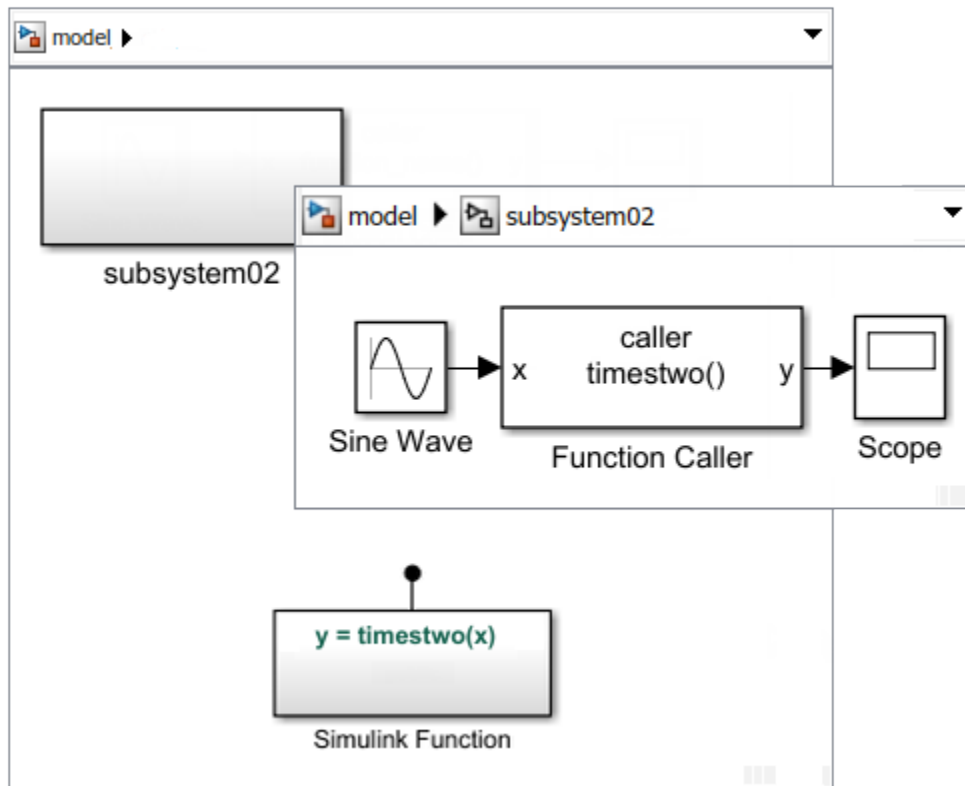 model
subsystem02
model subsystem02
x
caller
timestwo()
y
Sine Wave
Function Caller
Scope
y = timestwo(x)
Simulink Function